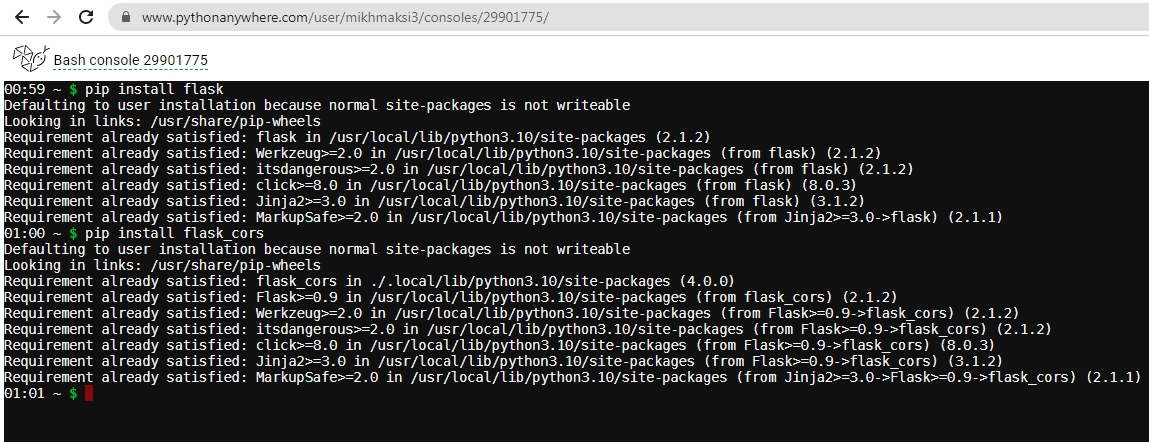 www.pythonanywhere.com/user/mikhmaksi3/consoles/29901775/
Bash console 29901775
00:59 ~ $ pip install flask
Defaulting to user installation because normal site-packages is not writeable
Looking in links: /usr/share/pip-wheels
Requirement already satisfied: flask in /usr/local/lib/python3.10/site-packages (2.1.2)
Requirement already satisfied: Werkzeug>=2.0 in /usr/local/lib/python3.10/site-packages (from flask) (2.1.2)
Requirement already satisfied: itsdangerous>=2.0 in /usr/local/lib/python3.10/site-packages (from flask) (2.1.2)
Requirement already satisfied: click>=8.0 in /usr/local/lib/python3.10/site-packages (from flask) (8.0.3)
Requirement already satisfied: Jinja2>=3.0 in /usr/local/lib/python3.10/site-packages (from flask) (3.1.2)
Requirement already satisfied: MarkupSafe>=2.0 in /usr/local/lib/python3.10/site-packages (from Jinja2>=3.0->flask) (2.1.1)
01:00 ~ $ pip install flask_cors
Defaulting to user installation because normal site-packages is not writeable
Looking in links: /usr/share/pip-wheels
Requirement already satisfied: flask_cors in ./.local/lib/python3.10/site-packages (4.0.0)
Requirement already satisfied: Flask>=0.9 in /usr/local/lib/python3.10/site-packages (from flask_cors) (2.1.2)
Requirement already satisfied: Werkzeug>=2.0 in /usr/local/lib/python3.10/site-packages (from Flask>=0.9->flask_cors) (2.1.2)
Requirement already satisfied: itsdangerous>=2.0 in /usr/local/lib/python3.10/site-packages (from Flask>=0.9->flask_cors) (2.1.2)
Requirement already satisfied: click>=8.0 in /usr/local/lib/python3.10/site-packages (from Flask>=0.9->flask_cors) (8.0.3)
Requirement already satisfied: Jinja2>=3.0 in /usr/local/lib/python3.10/site-packages (from Flask>=0.9->flask_cors) (3.1.2)
Requirement already satisfied: MarkupSafe>=2.0 in /usr/local/lib/python3.10/site-packages (from Jinja2>=3.0->Flask>=0.9->flask_cors) (2.1.1)
01:01 ~ $